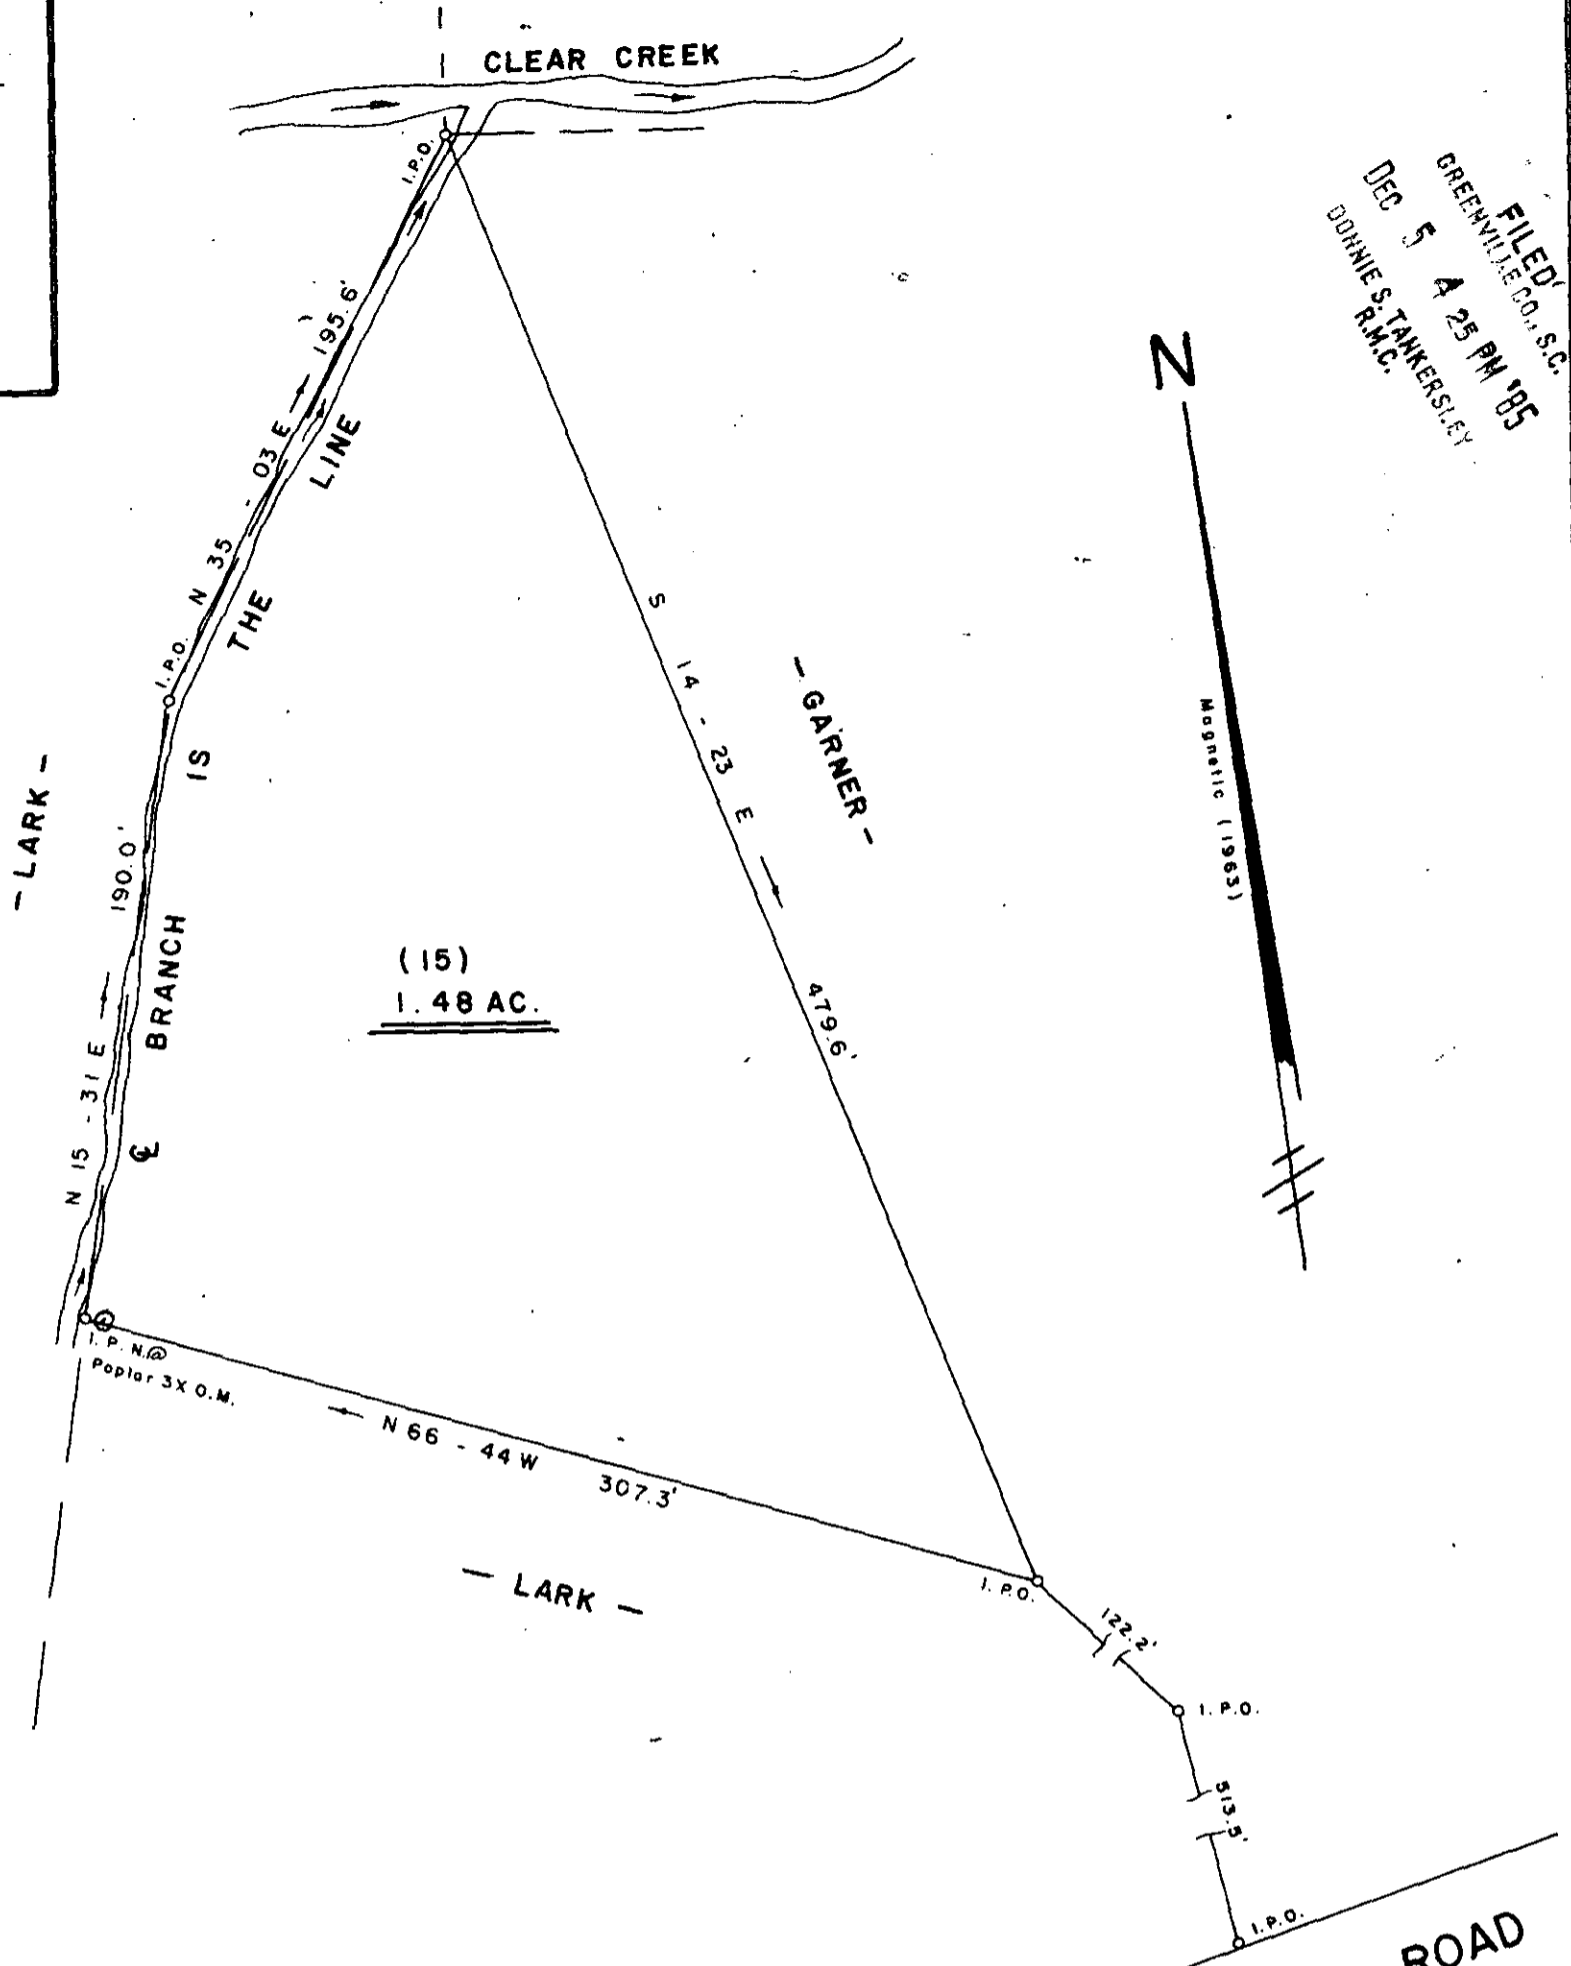 CLEAR CREEK
FILED
GREENVILLE CO., S.C.
DEC 5 4 25 PM '85
DONNIE S. TANKERSLEY
R.M.C.
I.P.O.
N 35 - 03 E 195.6'
N
Magnetic (1963)
I.P.O.
S 14 - 23 E 479.6'
- GARNER -
- LARK -
N 15 - 31 E 190.0'
℄ BRANCH IS THE LINE
(15)
1.48 AC.
I.P.N.@
Poplar 3X O.M.
N 66 - 44 W 307.3'
- LARK -
I.P.O.
122.2'
I.P.O.
513.5'
I.P.O.
ROAD